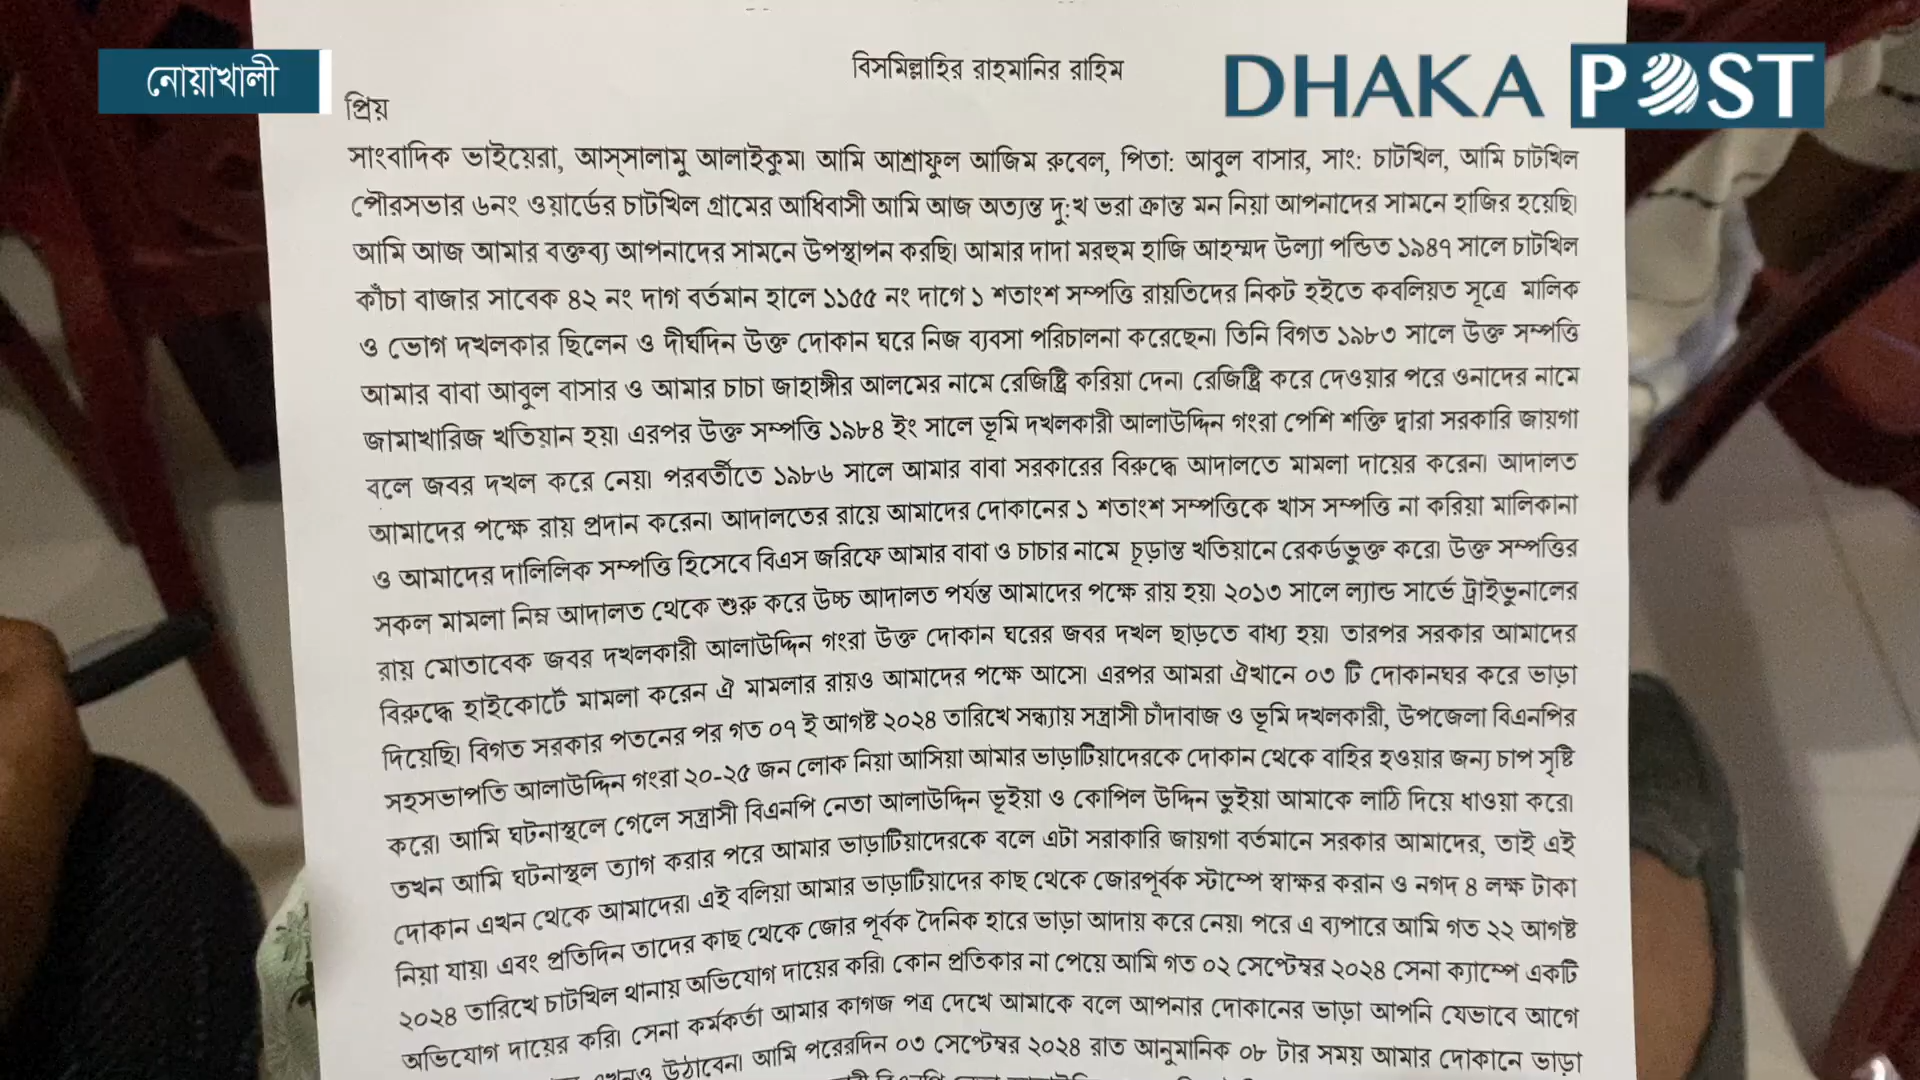 নোয়াখালী
DHAKA POST
বিসমিল্লাহির রাহমানির রাহিম
প্রিয়
সাংবাদিক ভাইয়েরা, আস্সালামু আলাইকুম। আমি আশ্রাফুল আজিম রুবেল, পিতা: আবুল বাসার, সাং: চাটখিল, আমি চাটখিল
পৌরসভার ৬নং ওয়ার্ডের চাটখিল গ্রামের আধিবাসী আমি আজ অত্যন্ত দু:খ ভরা ক্রান্ত মন নিয়া আপনাদের সামনে হাজির হয়েছি।
আমি আজ আমার বক্তব্য আপনাদের সামনে উপস্থাপন করছি। আমার দাদা মরহুম হাজি আহম্মদ উল্যা পন্ডিত ১৯৪৭ সালে চাটখিল
কাঁচা বাজার সাবেক ৪২ নং দাগ বর্তমান হালে ১১৫৫ নং দাগে ১ শতাংশ সম্পত্তি রায়তিদের নিকট হইতে কবলিয়ত সূত্রে মালিক
ও ভোগ দখলকার ছিলেন ও দীর্ঘদিন উক্ত দোকান ঘরে নিজ ব্যবসা পরিচালনা করেছেন। তিনি বিগত ১৯৮৩ সালে উক্ত সম্পত্তি
আমার বাবা আবুল বাসার ও আমার চাচা জাহাঙ্গীর আলমের নামে রেজিষ্ট্রি করিয়া দেন। রেজিষ্ট্রি করে দেওয়ার পরে ওনাদের নামে
জামাখারিজ খতিয়ান হয়। এরপর উক্ত সম্পত্তি ১৯৮৪ ইং সালে ভূমি দখলকারী আলাউদ্দিন গংরা পেশি শক্তি দ্বারা সরকারি জায়গা
বলে জবর দখল করে নেয়। পরবর্তীতে ১৯৮৬ সালে আমার বাবা সরকারের বিরুদ্ধে আদালতে মামলা দায়ের করেন। আদালত
আমাদের পক্ষে রায় প্রদান করেন। আদালতের রায়ে আমাদের দোকানের ১ শতাংশ সম্পত্তিকে খাস সম্পত্তি না করিয়া মালিকানা
ও আমাদের দালিলিক সম্পত্তি হিসেবে বিএস জরিফে আমার বাবা ও চাচার নামে চূড়ান্ত খতিয়ানে রেকর্ডভুক্ত করে। উক্ত সম্পত্তির
সকল মামলা নিম্ন আদালত থেকে শুরু করে উচ্চ আদালত পর্যন্ত আমাদের পক্ষে রায় হয়। ২০১৩ সালে ল্যান্ড সার্ভে ট্রাইভুনালের
রায় মোতাবেক জবর দখলকারী আলাউদ্দিন গংরা উক্ত দোকান ঘরের জবর দখল ছাড়তে বাধ্য হয়। তারপর সরকার আমাদের
বিরুদ্ধে হাইকোর্টে মামলা করেন ঐ মামলার রায়ও আমাদের পক্ষে আসে। এরপর আমরা ঐখানে ০৩ টি দোকানঘর করে ভাড়া
দিয়েছি। বিগত সরকার পতনের পর গত ০৭ ই আগষ্ট ২০২৪ তারিখে সন্ধ্যায় সন্ত্রাসী চাঁদাবাজ ও ভূমি দখলকারী, উপজেলা বিএনপির
সহসভাপতি আলাউদ্দিন গংরা ২০-২৫ জন লোক নিয়া আসিয়া আমার ভাড়াটিয়াদেরকে দোকান থেকে বাহির হওয়ার জন্য চাপ সৃষ্টি
করে। আমি ঘটনাস্থলে গেলে সন্ত্রাসী বিএনপি নেতা আলাউদ্দিন ভূইয়া ও কোপিল উদ্দিন ভুইয়া আমাকে লাঠি দিয়ে ধাওয়া করে।
তখন আমি ঘটনাস্থল ত্যাগ করার পরে আমার ভাড়াটিয়াদেরকে বলে এটা সরাকারি জায়গা বর্তমানে সরকার আমাদের, তাই এই
দোকান এখন থেকে আমাদের। এই বলিয়া আমার ভাড়াটিয়াদের কাছ থেকে জোরপূর্বক স্টাম্পে স্বাক্ষর করান ও নগদ ৪ লক্ষ টাকা
নিয়া যায়। এবং প্রতিদিন তাদের কাছ থেকে জোর পূর্বক দৈনিক হারে ভাড়া আদায় করে নেয়। পরে এ ব্যপারে আমি গত ২২ আগষ্ট
২০২৪ তারিখে চাটখিল থানায় অভিযোগ দায়ের করি। কোন প্রতিকার না পেয়ে আমি গত ০২ সেপ্টেম্বর ২০২৪ সেনা ক্যাম্পে একটি
অভিযোগ দায়ের করি। সেনা কর্মকর্তা আমার কাগজ পত্র দেখে আমাকে বলে আপনার দোকানের ভাড়া আপনি যেভাবে আগে
এখনও উঠাবেন। আমি পরেরদিন ০৩ সেপ্টেম্বর ২০২৪ রাত আনুমানিক ০৮ টার সময় আমার দোকানে ভাড়া